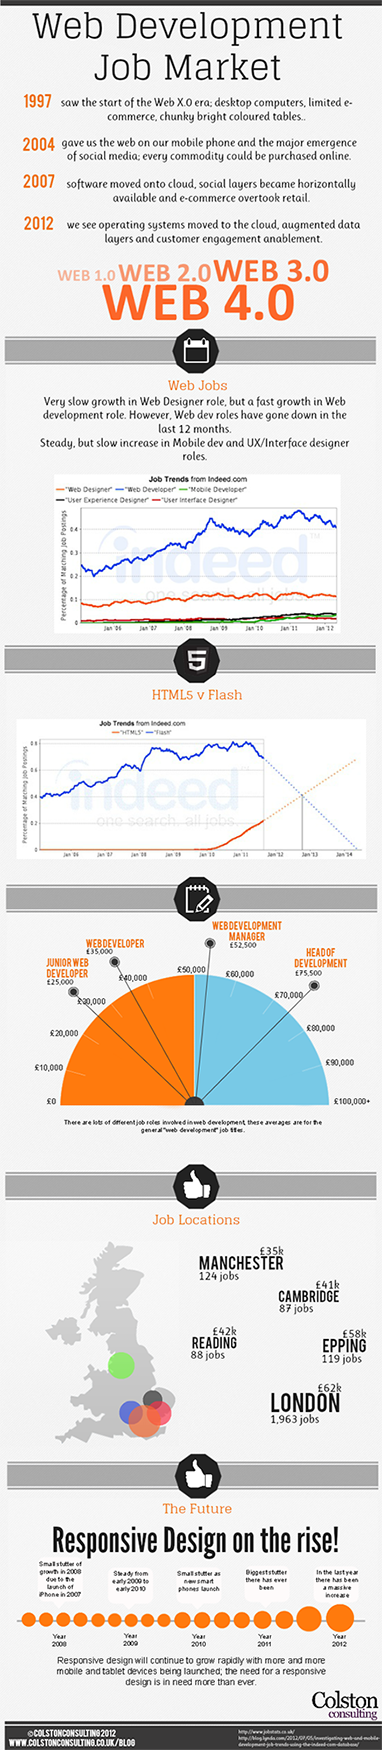 Web Development
Job Market
1997 saw the start of the Web X.0 era; desktop computers, limited e-
commerce, chunky bright coloured tables..
2004 gave us the web on our mobile phone and the major emergence
of social media; every commodity could be purchased online.
2007 software moved onto cloud, social layers became horizontally
available and e-commerce overtook retail.
2012 we see operating systems moved to the cloud, augmented data
layers and customer engagement anablement.
WEB 1.0 WEB 2.0 WEB 3.0
WEB 4.0
Web Jobs
Very slow growth in Web Designer role, but a fast growth in Web
development role. However, Web dev roles have gone down in the
last 12 months.
Steady, but slow increase in Mobile dev and UX/Interface designer
roles.
Job Trends from Indeed.com
"Web Designer" "Web Developer" "Mobile Developer"
"User Experience Designer" "User Interface Designer"
Percentage of Matching Job Postings
0.4
0.3
0.2
0.1
0
indeed
one search. all jobs.
Jan '06 Jan '07 Jan '08 Jan '09 Jan '10 Jan '11 Jan '12
5
HTML5 v Flash
Job Trends from Indeed.com
"HTML5" "Flash"
Percentage of Matching Job Postings
0.8
0.6
0.4
0.2
0
indeed
one search. all jobs.
Jan '06 Jan '07 Jan '08 Jan '09 Jan '10 Jan '11 Jan '12 Jan '13 Jan '14
JUNIOR WEB
DEVELOPER
£25,000
WEB DEVELOPER
£35,000
WEB DEVELOPMENT
MANAGER
£52,500
HEAD OF
DEVELOPMENT
£75,500
£0
£10,000
£20,000
£30,000
£40,000
£50,000
£60,000
£70,000
£80,000
£90,000
£100,000+
There are lots of different job roles involved in web development, these averages are for the
general "web development" job titles.
Job Locations
£35k
MANCHESTER
124 jobs
£41k
CAMBRIDGE
87 jobs
£42k
READING
88 jobs
£58k
EPPING
119 jobs
£62k
LONDON
1,963 jobs
The Future
Responsive Design on the rise!
Small stutter of
growth in 2008
due to the
launch of
iPhone in 2007
Steady from
early 2009 to
early 2010
Small stutter as
new smart
phones launch
Biggest stutter
there has ever
been
In the last year
there has been
a massive
increase
Year
2008
Year
2009
Year
2010
Year
2011
Year
2012
Responsive design will continue to grow rapidly with more and more
mobile and tablet devices being launched; the need for a responsive
design is in need more than ever.
Colston
consulting
©COLSTONCONSULTING2012
WWW.COLSTONCONSULTING.CO.UK/BLOG
http://www.jobstats.co.uk/